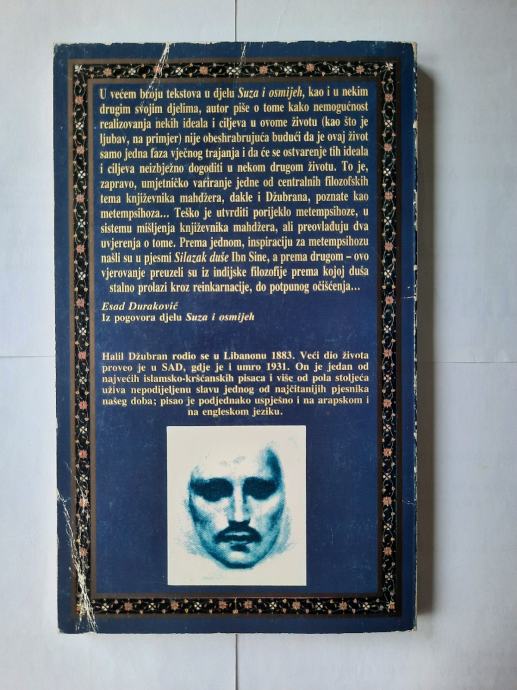 U većem broju tekstova u djelu Suza i osmijeh, kao i u nekim
drugim svojim djelima, autor piše o tome kako nemogućnost
realizovanja nekih ideala i ciljeva u ovome životu (kao što je
ljubav, na primjer) nije obeshrabrujuća budući da je ovaj život
samo jedna faza vječnog trajanja i da će se ostvarenje tih ideala
i ciljeva neizbježno dogoditi u nekom drugom životu. To je,
zapravo, umjetničko variranje jedne od centralnih filozofskih
tema književnika mahdžera, dakle i Džubrana, poznate kao
metempsihoza... Teško je utvrditi porijeklo metempsihoze, u
sistemu mišljenja književnika mahdžera, ali preovlađuju dva
uvjerenja o tome. Prema jednom, inspiraciju za metempsihozu
našli su u pjesmi Silazak duše Ibn Sine, a prema drugom – ovo
vjerovanje preuzeli su iz indijske filozofije prema kojoj duša
stalno prolazi kroz reinkarnacije, do potpunog očišćenja...
Esad Duraković
Iz pogovora djelu Suza i osmijeh
Halil Džubran rodio se u Libanonu 1883. Veći dio života
proveo je u SAD, gdje je i umro 1931. On je jedan od
najvećih islamsko-kršćanskih pisaca i više od pola stoljeća
uživa nepodijeljenu slavu jednog od najčitanijih pjesnika
našeg doba; pisao je podjednako uspješno i na arapskom i
na engleskom jeziku.